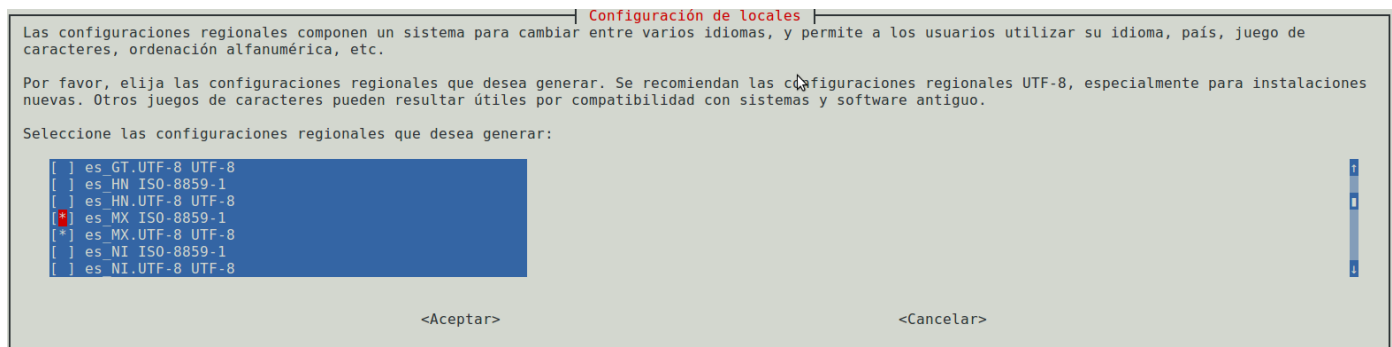 Configuración de locales
Las configuraciones regionales componen un sistema para cambiar entre varios idiomas, y permite a los usuarios utilizar su idioma, país, juego de
caracteres, ordenación alfanumérica, etc.
Por favor, elija las configuraciones regionales que desea generar. Se recomiendan las configuraciones regionales UTF-8, especialmente para instalaciones
nuevas. Otros juegos de caracteres pueden resultar útiles por compatibilidad con sistemas y software antiguo.
Seleccione las configuraciones regionales que desea generar:
[ ] es_GT.UTF-8 UTF-8
[ ] es_HN ISO-8859-1
[ ] es_HN.UTF-8 UTF-8
[*] es_MX ISO-8859-1
[*] es_MX.UTF-8 UTF-8
[ ] es_NI ISO-8859-1
[ ] es_NI.UTF-8 UTF-8
<Aceptar> <Cancelar>